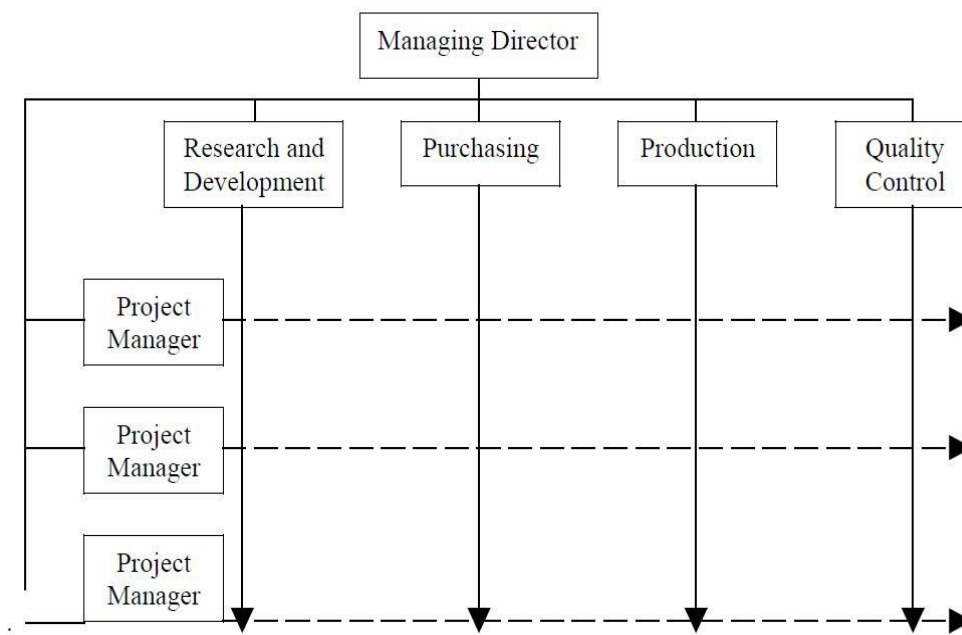 Managing Director
Research and
Development
Purchasing
Production
Quality
Control
Project
Manager
Project
Manager
Project
Manager
.